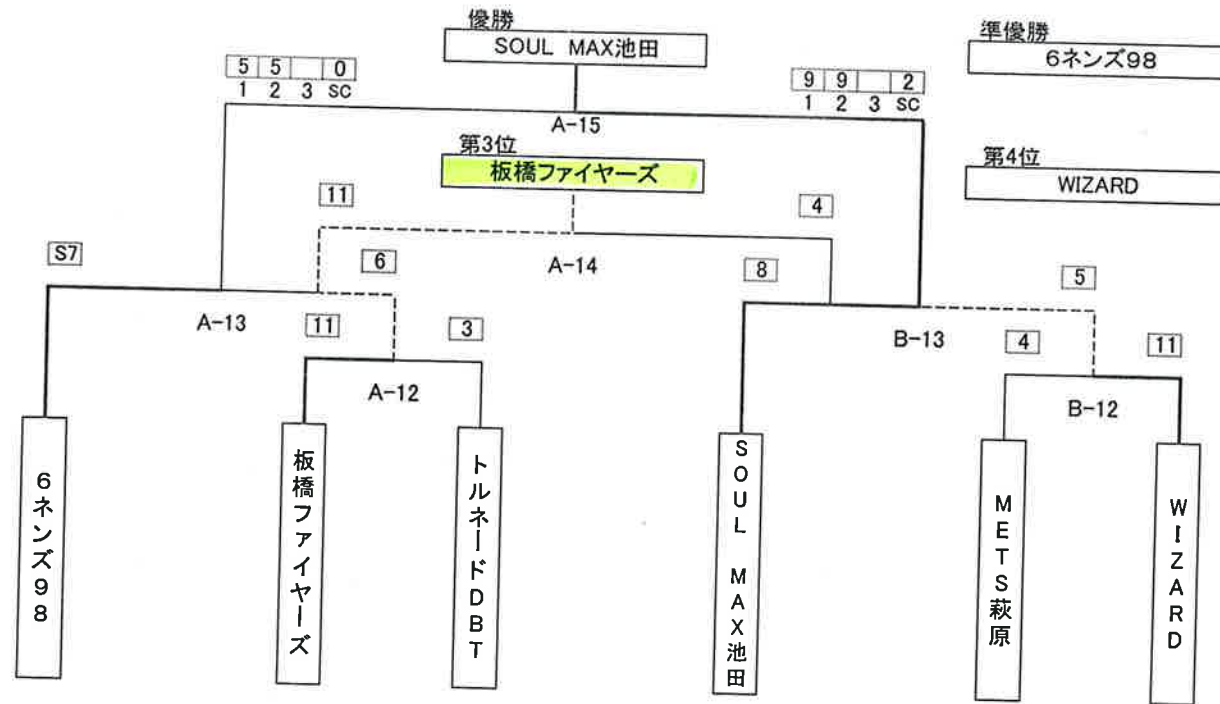 優勝
SOUL MAX池田
準優勝
6ネンズ98
5 5 0
1 2 3 SC
9 9 2
1 2 3 SC
A-15
第3位
板橋ファイヤーズ
第4位
WIZARD
11
4
S7
6
A-14
8
5
A-13
11
3
B-13
4
11
A-12
B-12
6ネンズ98
板橋ファイヤーズ
トルネードDBT
SOUL MAX池田
METS萩原
WIZARD